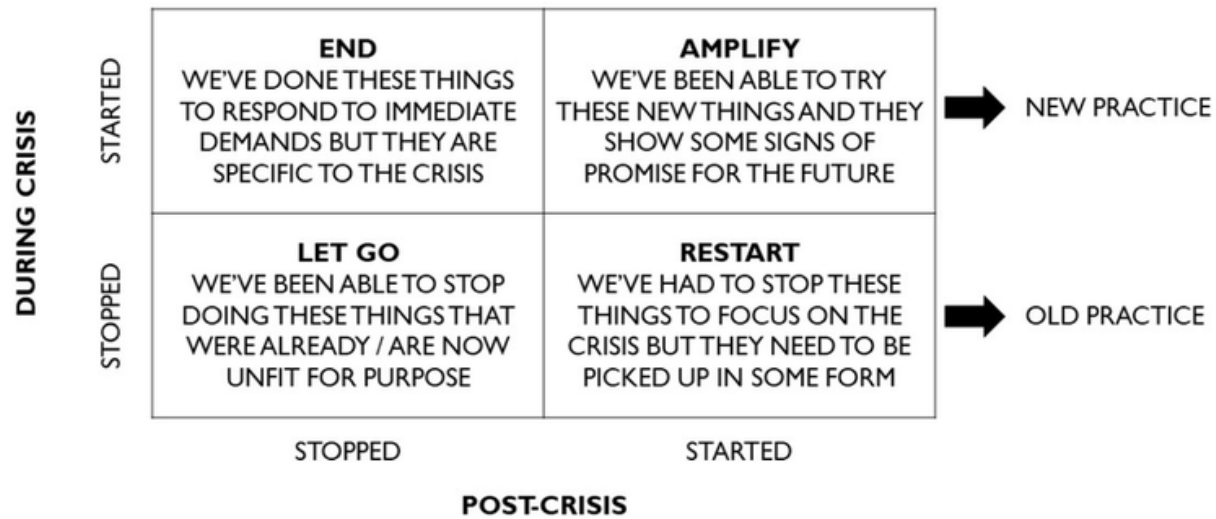 DURING CRISIS
STARTED
END
WE'VE DONE THESE THINGS
TO RESPOND TO IMMEDIATE
DEMANDS BUT THEY ARE
SPECIFIC TO THE CRISIS
AMPLIFY
WE'VE BEEN ABLE TO TRY
THESE NEW THINGS AND THEY
SHOW SOME SIGNS OF
PROMISE FOR THE FUTURE
NEW PRACTICE
STOPPED
LET GO
WE'VE BEEN ABLE TO STOP
DOING THESE THINGS THAT
WERE ALREADY / ARE NOW
UNFIT FOR PURPOSE
RESTART
WE'VE HAD TO STOP THESE
THINGS TO FOCUS ON THE
CRISIS BUT THEY NEED TO BE
PICKED UP IN SOME FORM
OLD PRACTICE
STOPPED
STARTED
POST-CRISIS